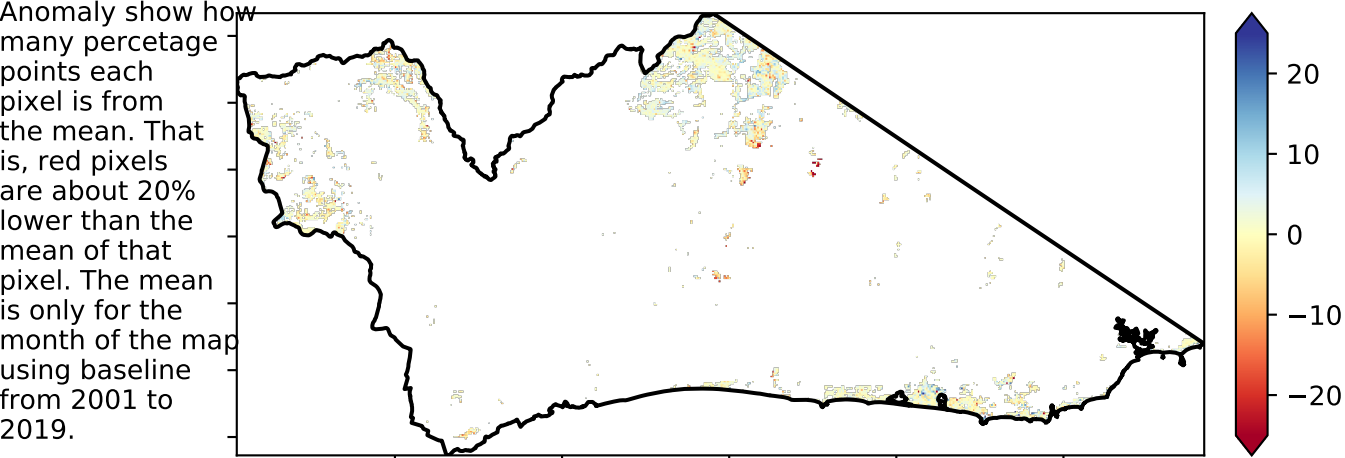 Anomaly show how
many percetage
points each
pixel is from
the mean. That
is, red pixels
are about 20%
lower than the
mean of that
pixel. The mean
is only for the
month of the map
using baseline
from 2001 to
2019.
20
10
0
−10
−20